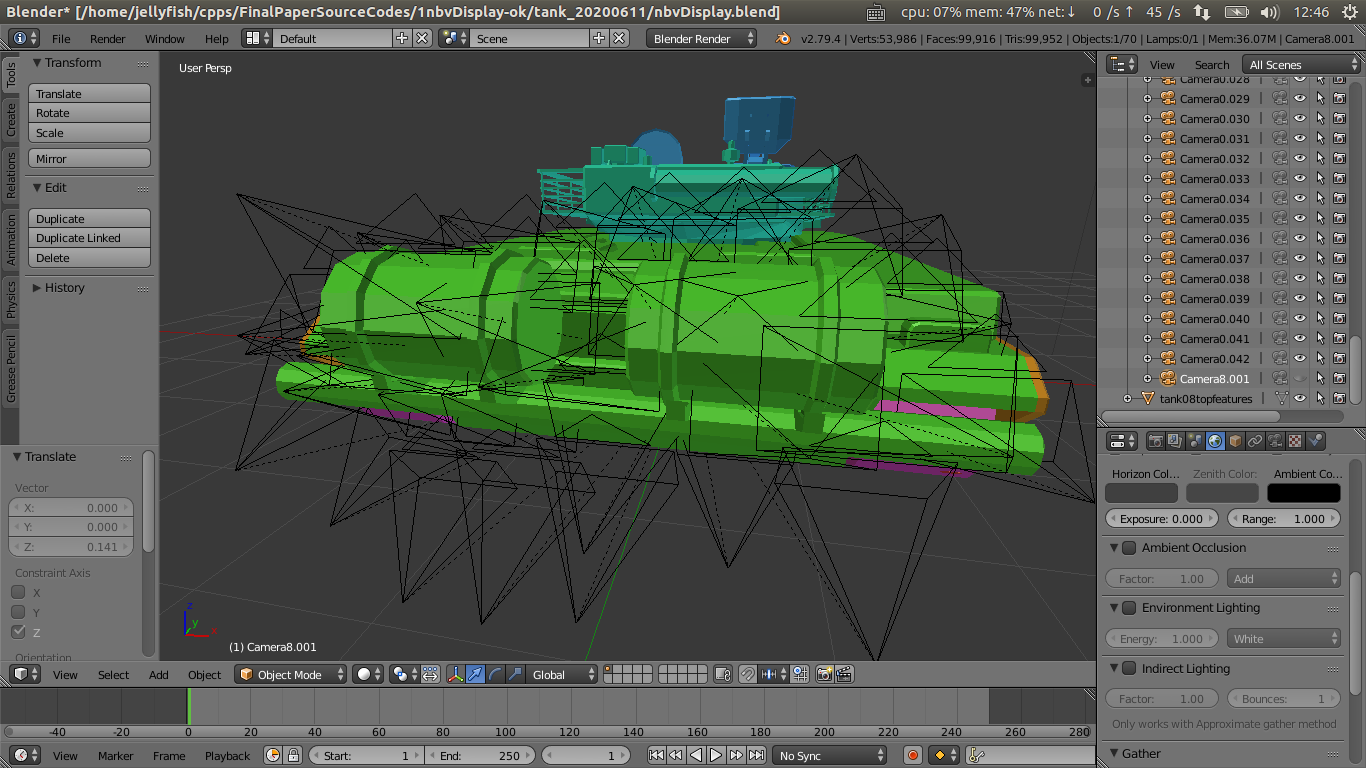 Blender* [/home/jellyfish/cpps/FinalPaperSourceCodes/1nbvDisplay-ok/tank_20200611/nbvDisplay.blend] cpu: 07% mem: 47% net:↓ 0 /s ↑ 45 /s 12:46
File Render Window Help Default Scene Blender Render v2.79.4 | Verts:53,986 | Faces:99,916 | Tris:99,952 | Objects:1/70 | Lamps:0/1 | Mem:36.07M | Camera8.001
Tools
Create
Relations
Animation
Physics
Grease Pencil
Transform
Translate
Rotate
Scale
Mirror
Edit
Duplicate
Duplicate Linked
Delete
History
Translate
Vector
X: 0.000
Y: 0.000
Z: 0.141
Constraint Axis
X
Y
Z
Orientation
User Persp
z
y
x
(1) Camera8.001
View Search All Scenes
Camera0.028
Camera0.029
Camera0.030
Camera0.031
Camera0.032
Camera0.033
Camera0.034
Camera0.035
Camera0.036
Camera0.037
Camera0.038
Camera0.039
Camera0.040
Camera0.041
Camera0.042
Camera8.001
tank08topfeatures
Horizon Col... Zenith Color: Ambient Co...
Exposure: 0.000 Range: 1.000
Ambient Occlusion
Factor: 1.00 Add
Environment Lighting
Energy: 1.000 White
Indirect Lighting
Factor: 1.00 Bounces: 1
Only works with Approximate gather method
Gather
View Select Add Object Object Mode Global
-40 -20 0 20 40 60 80 100 120 140 160 180 200 220 240 260 280
View Marker Frame Playback Start: 1 End: 250 1 No Sync